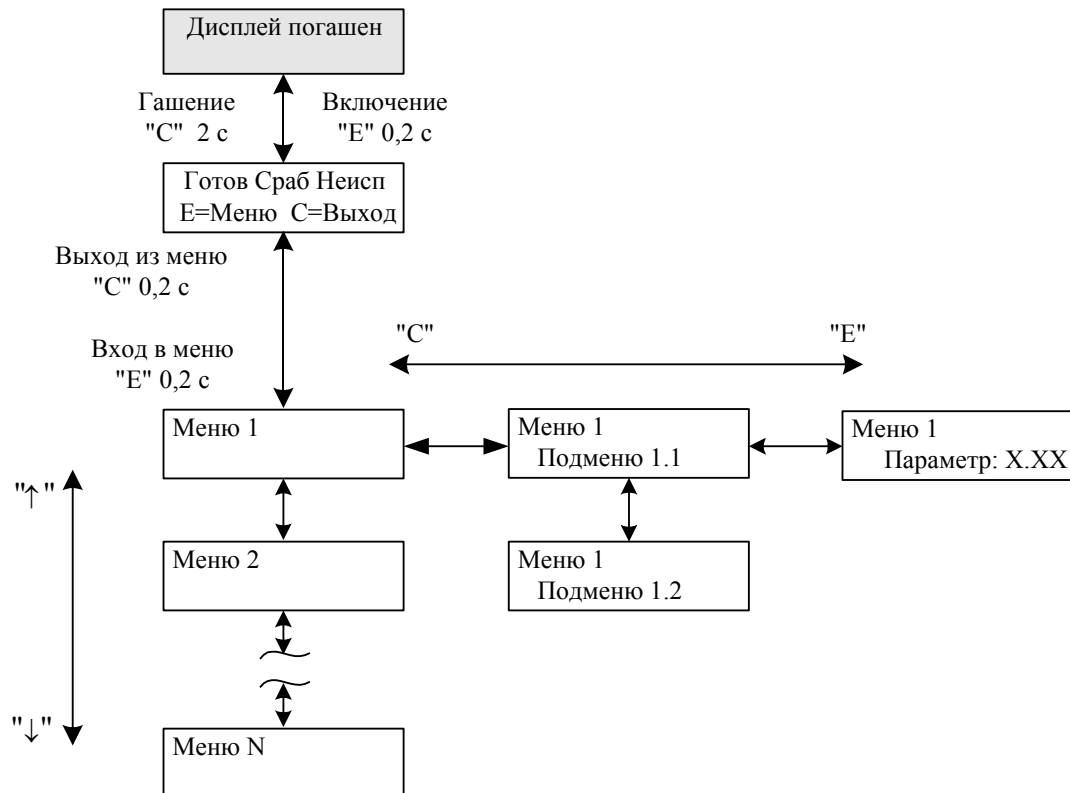 Дисплей погашен
Гашение
"C"  2 с
Включение
"E" 0,2 с
Готов Сраб Неисп
E=Меню  C=Выход
Выход из меню
"C" 0,2 с
Вход в меню
"E" 0,2 с
"C"
"E"
Меню 1
Меню 1
Подменю 1.1
Меню 1
Параметр: X.XX
"↑"
Меню 2
Меню 1
Подменю 1.2
"↓"
Меню N